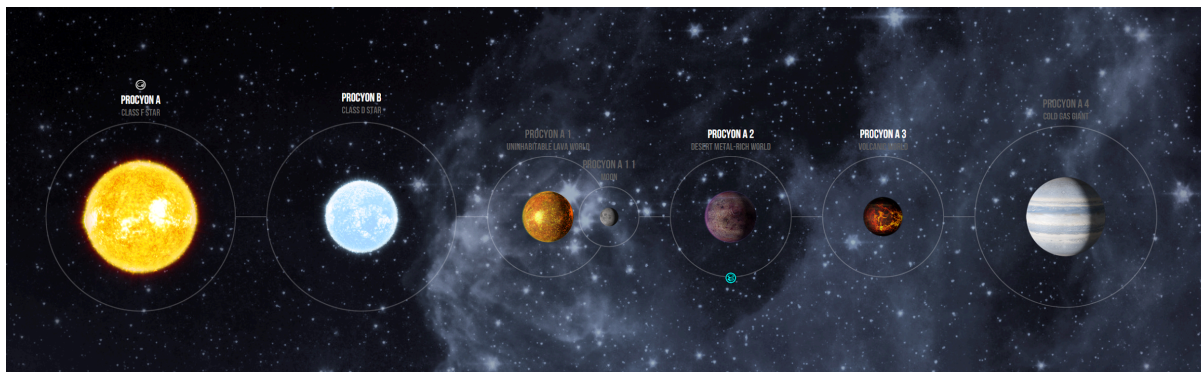 PROCYON A
CLASS F STAR
PROCYON B
CLASS D STAR
PROCYON A 1
UNINHABITABLE LAVA WORLD
PROCYON A 1 1
MOON
PROCYON A 2
DESERT METAL-RICH WORLD
PROCYON A 3
VOLCANIC WORLD
PROCYON A 4
COLD GAS GIANT